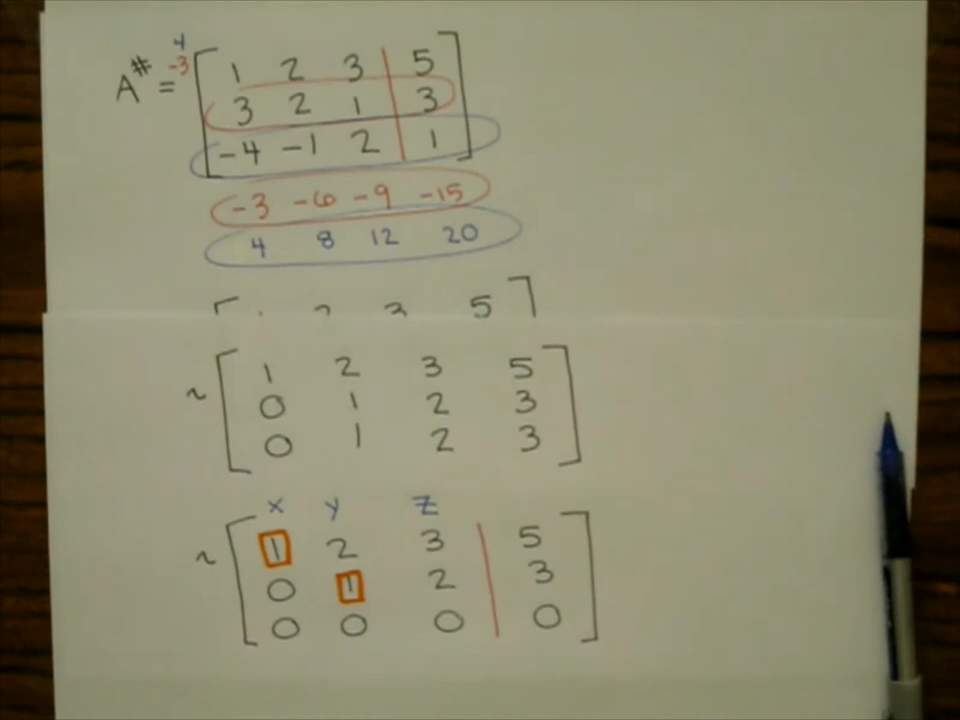 4
A# = -3 [ 1 2 3 | 5 ]
3 2 1 | 3
-4 -1 2 | 1
-3 -6 -9 -15
4 8 12 20
5
~ [ 1 2 3 5 ]
0 1 2 3
0 1 2 3
x y z
~ [ 1 2 3 | 5 ]
0 1 2 | 3
0 0 0 | 0